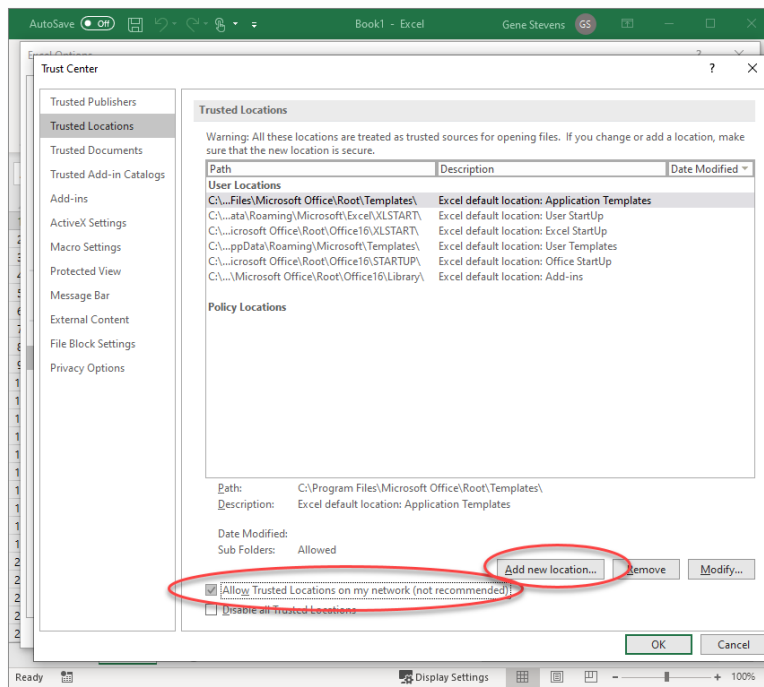 AutoSave Off Book1 - Excel Gene Stevens GS
Excel Options ?
Trust Center ?
Trusted Publishers
Trusted Locations
Trusted Documents
Trusted Add-in Catalogs
Add-ins
ActiveX Settings
Macro Settings
Protected View
Message Bar
External Content
File Block Settings
Privacy Options
Trusted Locations
Warning: All these locations are treated as trusted sources for opening files. If you change or add a location, make
sure that the new location is secure.
Path Description Date Modified
User Locations
C:\...Files\Microsoft Office\Root\Templates\ Excel default location: Application Templates
C:\...ata\Roaming\Microsoft\Excel\XLSTART\ Excel default location: User StartUp
C:\...icrosoft Office\Root\Office16\XLSTART\ Excel default location: Excel StartUp
C:\...ppData\Roaming\Microsoft\Templates\ Excel default location: User Templates
C:\...icrosoft Office\Root\Office16\STARTUP\ Excel default location: Office StartUp
C:\...\Microsoft Office\Root\Office16\Library\ Excel default location: Add-ins
Policy Locations
Path: C:\Program Files\Microsoft Office\Root\Templates\
Description: Excel default location: Application Templates
Date Modified:
Sub Folders: Allowed
Add new location... Remove Modify...
Allow Trusted Locations on my network (not recommended)
Disable all Trusted Locations
OK Cancel
Ready Display Settings 100%